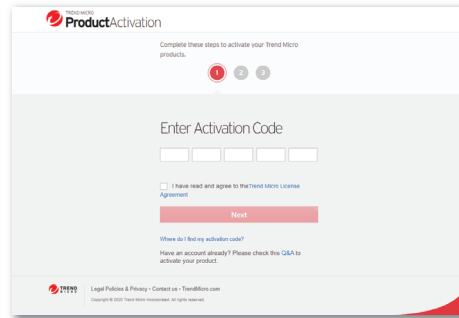 TREND MICRO
ProductActivation
Complete these steps to activate your Trend Micro
products.
1 2 3
Enter Activation Code
I have read and agree to theTrend Micro License
Agreement
Next
Where do I find my activation code?
Have an account already? Please check this Q&A to
activate your product.
TREND
MICRO
Legal Policies & Privacy • Contact us • TrendMicro.com
Copyright © 2020 Trend Micro Incorporated. All rights reserved.